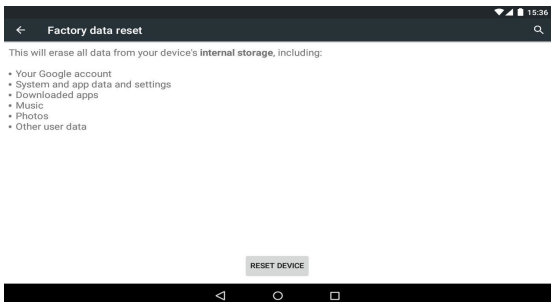 15:36
Factory data reset
This will erase all data from your device's internal storage, including:
• Your Google account
• System and app data and settings
• Downloaded apps
• Music
• Photos
• Other user data
RESET DEVICE